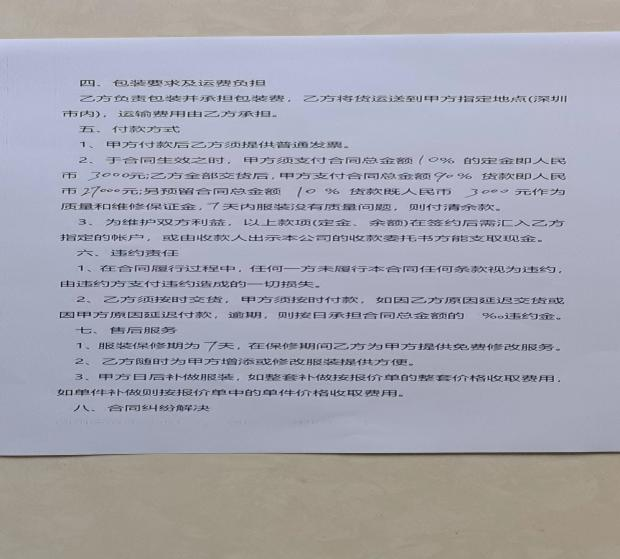 四、包装要求及运费负担
乙方负责包装并承担包装费，乙方将货运送到甲方指定地点(深圳
市内)，运输费用由乙方承担。
五、付款方式
1、甲方付款后乙方须提供普通发票。
2、于合同生效之时，甲方须支付合同总金额10%的定金即人民
币 3000元;乙方全部交货后,甲方支付合同总金额90% 货款即人民
币27000元;另预留合同总金额 10 % 货款既人民币 3000元作为
质量和维修保证金,7天内服装没有质量问题，则付清余款。
3、为维护双方利益，以上款项(定金、余额)在签约后需汇入乙方
指定的帐户，或由收款人出示本公司的收款委托书方能支取现金。
六、违约责任
1、在合同履行过程中，任何一方未履行本合同任何条款视为违约，
由违约方支付违约造成的一切损失。
2、乙方须按时交货，甲方须按时付款，如因乙方原因延迟交货或
因甲方原因延迟付款，逾期，则按日承担合同总金额的 ‰违约金。
七、售后服务
1、服装保修期为7天，在保修期间乙方为甲方提供免费修改服务。
2、乙方随时为甲方增添或修改服装提供方便。
3、甲方日后补做服装，如整套补做按报价单的整套价格收取费用，
如单件补做则按报价单中的单件价格收取费用。
八、合同纠纷解决